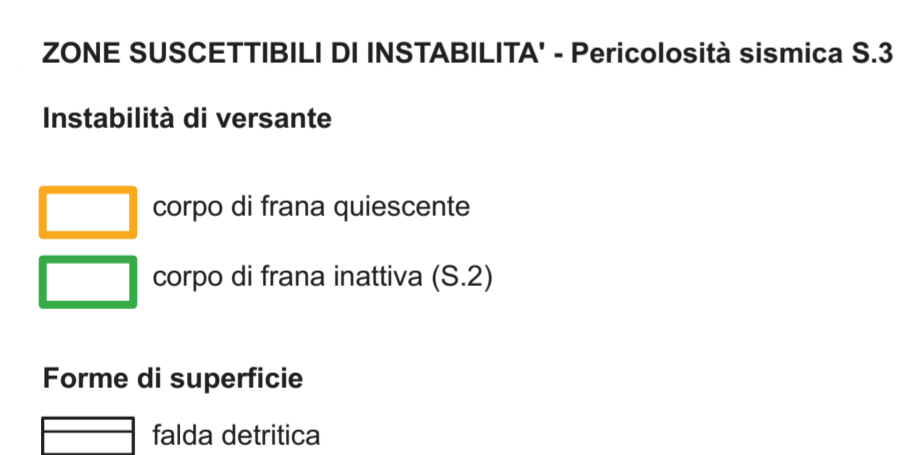 ZONE SUSCETTIBILI DI INSTABILITA' - Pericolosità sismica S.3
Instabilità di versante
corpo di frana quiescente
corpo di frana inattiva (S.2)
Forme di superficie
falda detritica